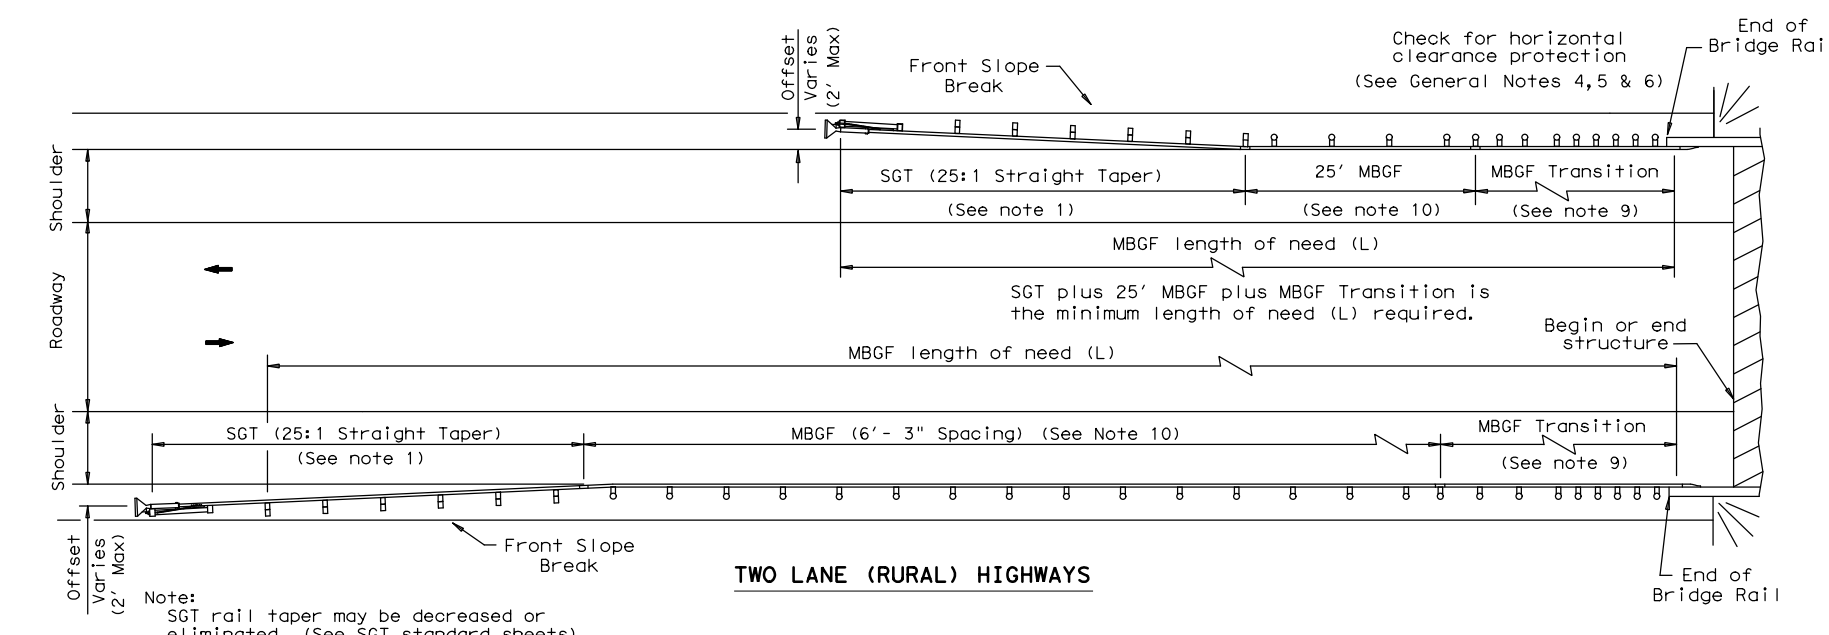 Offset
Varies
(2' Max)
Front Slope
Break
Check for horizontal
clearance protection
(See General Notes 4,5 & 6)
End of
Bridge Rai
Shoulder
SGT (25:1 Straight Taper)
(See note 1)
25' MBGF
(See note 10)
MBGF Transition
(See note 9)
MBGF length of need (L)
SGT plus 25' MBGF plus MBGF Transition is
the minimum length of need (L) required.
Roadway
Begin or end
structure
MBGF length of need (L)
Shoulder
SGT (25:1 Straight Taper)
(See note 1)
MBGF (6'- 3" Spacing) (See Note 10)
MBGF Transition
(See note 9)
Offset
Varies
(2' Max)
Front Slope
Break
TWO LANE (RURAL) HIGHWAYS
End of
Bridge Rail
Note:
SGT rail taper may be decreased or
eliminated. (See SGT standard sheets)